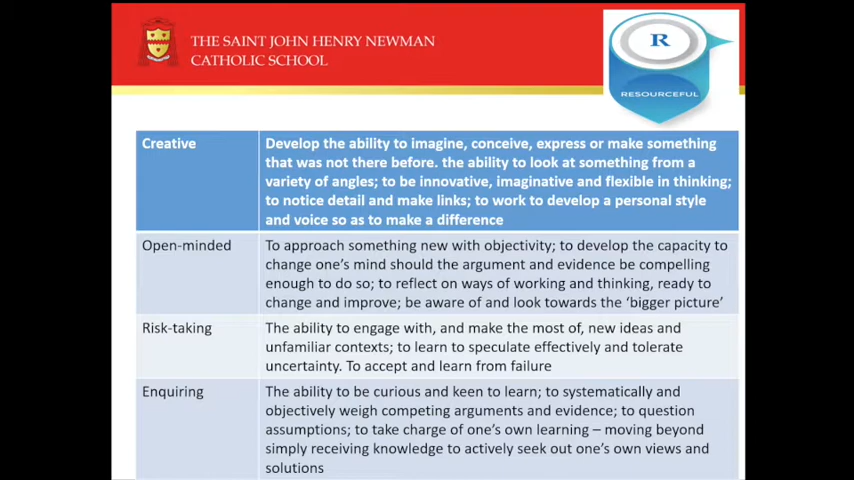 THE SAINT JOHN HENRY NEWMAN
CATHOLIC SCHOOL
R
RESOURCEFUL
Creative
Develop the ability to imagine, conceive, express or make something
that was not there before. the ability to look at something from a
variety of angles; to be innovative, imaginative and flexible in thinking;
to notice detail and make links; to work to develop a personal style
and voice so as to make a difference
Open-minded
To approach something new with objectivity; to develop the capacity to
change one's mind should the argument and evidence be compelling
enough to do so; to reflect on ways of working and thinking, ready to
change and improve; be aware of and look towards the 'bigger picture'
Risk-taking
The ability to engage with, and make the most of, new ideas and
unfamiliar contexts; to learn to speculate effectively and tolerate
uncertainty. To accept and learn from failure
Enquiring
The ability to be curious and keen to learn; to systematically and
objectively weigh competing arguments and evidence; to question
assumptions; to take charge of one's own learning – moving beyond
simply receiving knowledge to actively seek out one's own views and
solutions